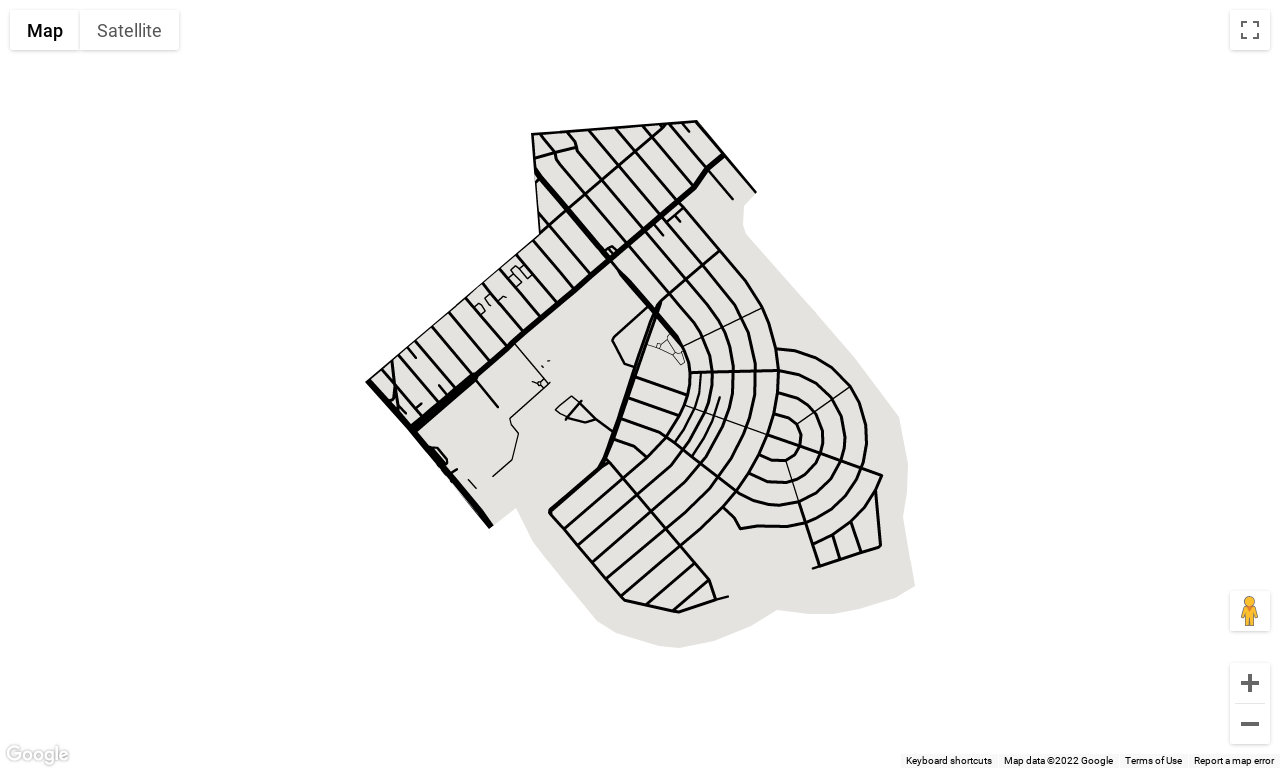 Map Satellite
Google
Keyboard shortcuts Map data ©2022 Google Terms of Use Report a map error